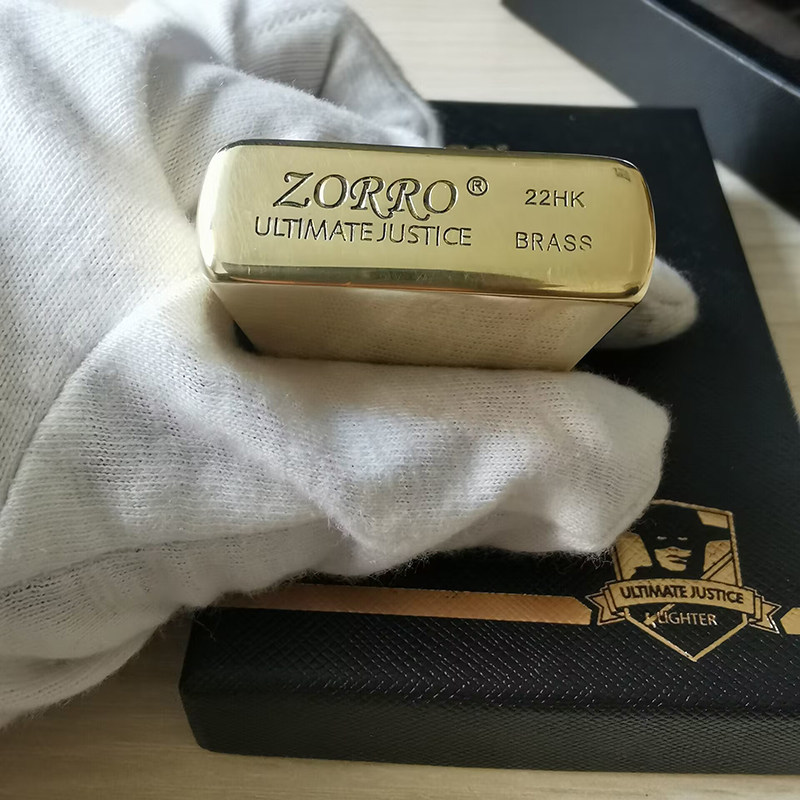 ZORRO®
22HK
ULTIMATE JUSTICE
BRASS
ULTIMATE JUSTICE
LIGHTER